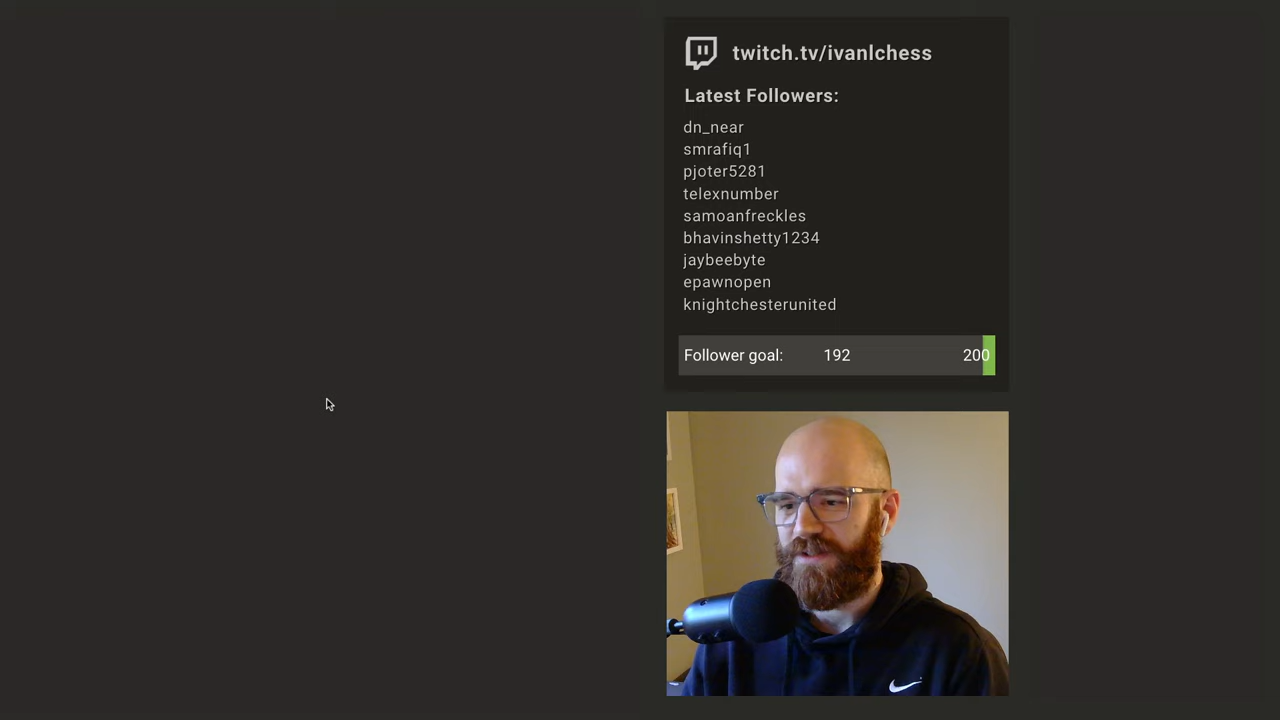 twitch.tv/ivanlchess
Latest Followers:
dn_near
smrafiq1
pjoter5281
telexnumber
samoanfreckles
bhavinshetty1234
jaybeebyte
epawnopen
knightchesterunited
Follower goal: 192 200